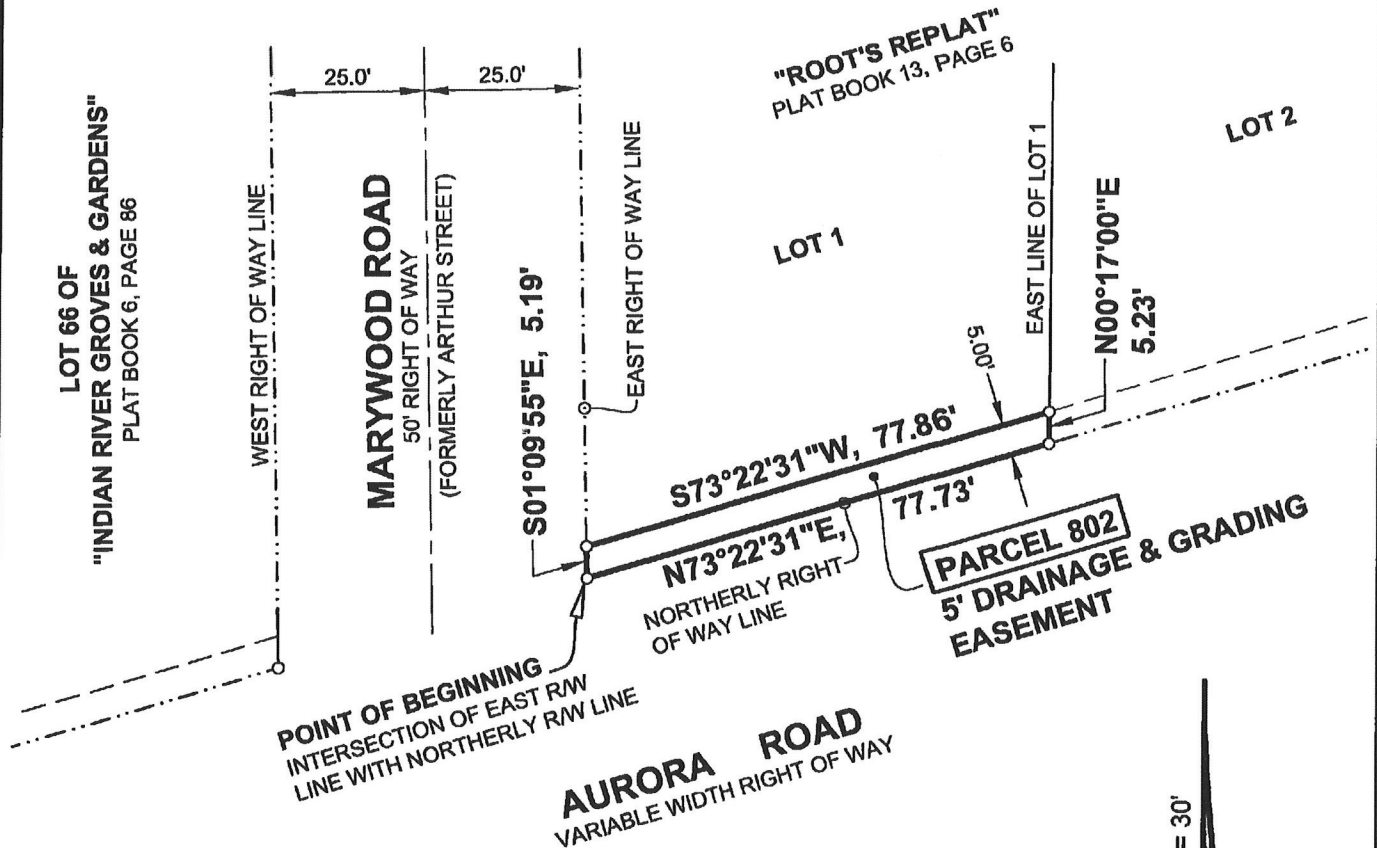 "ROOT'S REPLAT"
PLAT BOOK 13, PAGE 6
25.0'
25.0'
LOT 66 OF
"INDIAN RIVER GROVES & GARDENS"
PLAT BOOK 6, PAGE 86
WEST RIGHT OF WAY LINE
MARYWOOD ROAD
50' RIGHT OF WAY
(FORMERLY ARTHUR STREET)
S01°09'55"E, 5.19'
EAST RIGHT OF WAY LINE
LOT 1
EAST LINE OF LOT 1
LOT 2
N00°17'00"E
5.23'
5.00'
S73°22'31"W, 77.86'
N73°22'31"E, 77.73'
NORTHERLY RIGHT
OF WAY LINE
PARCEL 802
5' DRAINAGE & GRADING
EASEMENT
POINT OF BEGINNING
INTERSECTION OF EAST R/W
LINE WITH NORTHERLY R/W LINE
AURORA ROAD
VARIABLE WIDTH RIGHT OF WAY
= 30'